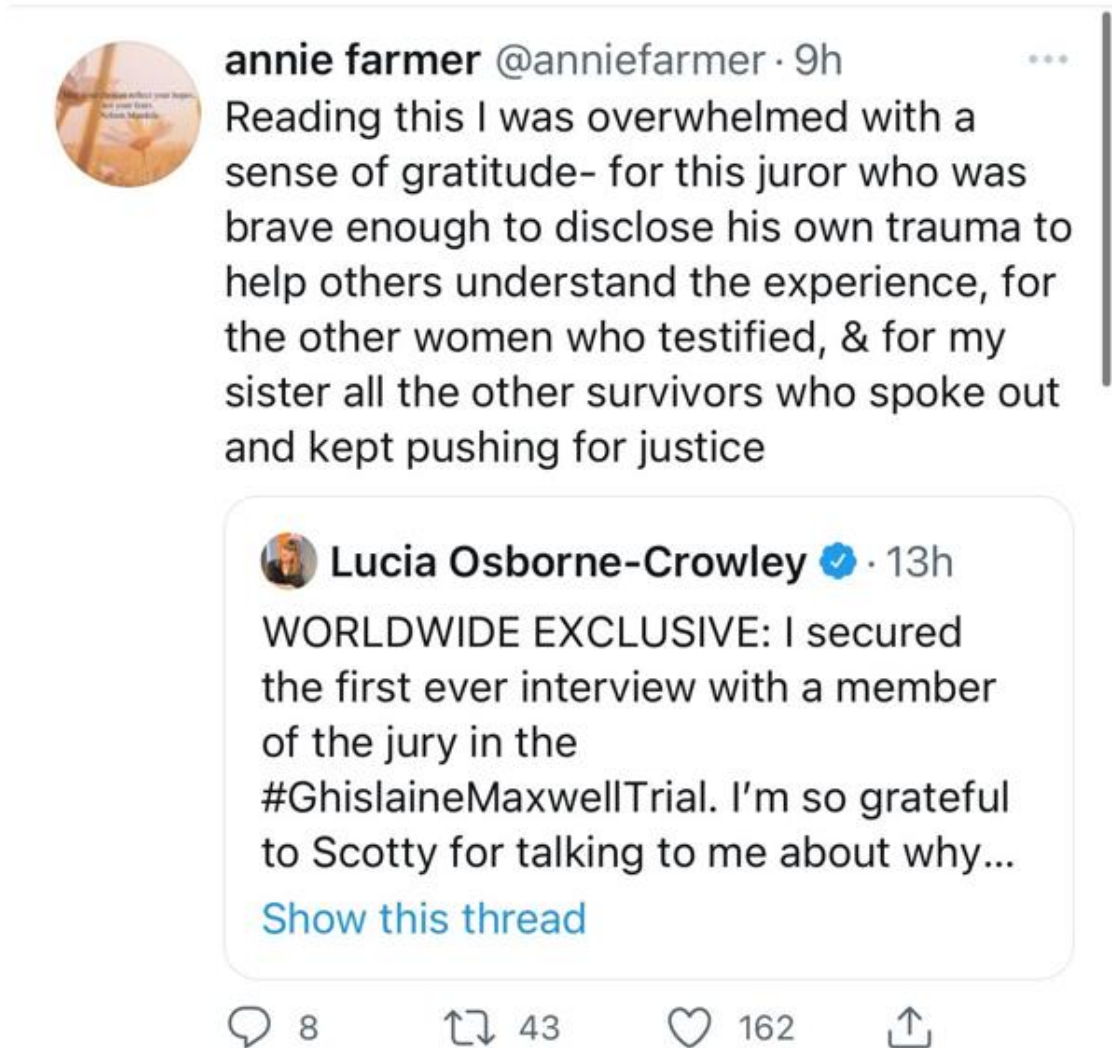 annie farmer @anniefarmer · 9h
Reading this I was overwhelmed with a
sense of gratitude- for this juror who was
brave enough to disclose his own trauma to
help others understand the experience, for
the other women who testified, & for my
sister all the other survivors who spoke out
and kept pushing for justice
Lucia Osborne-Crowley · 13h
WORLDWIDE EXCLUSIVE: I secured
the first ever interview with a member
of the jury in the
#GhislaineMaxwellTrial. I’m so grateful
to Scotty for talking to me about why...
Show this thread
8 43 162